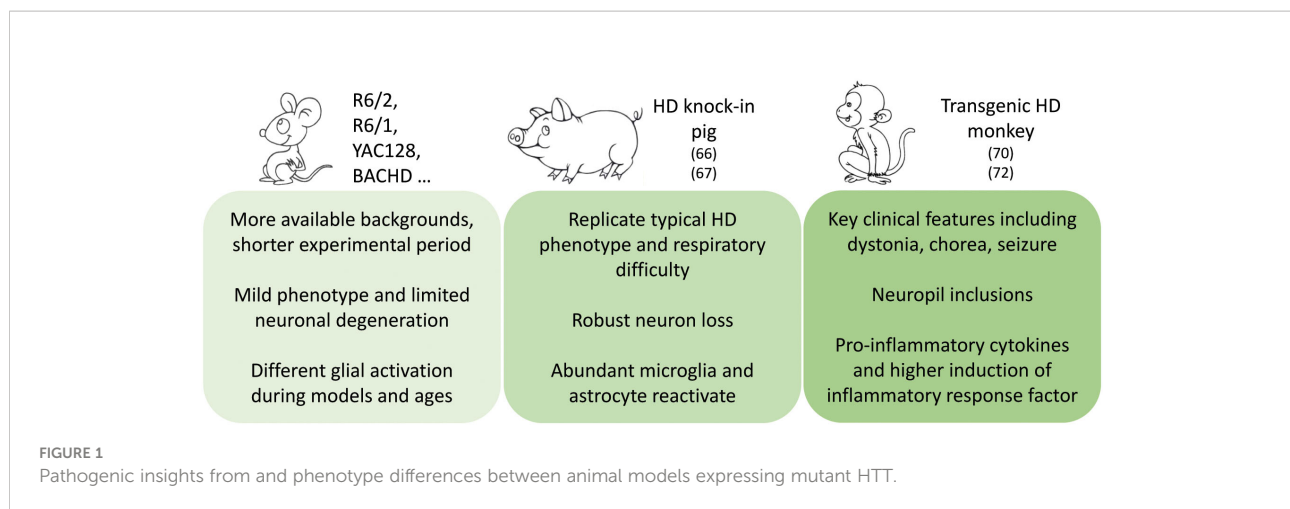 R6/2,
R6/1,
YAC128,
BACHD ...
HD knock-in
pig
(66)
(67)
Transgenic HD
monkey
(70)
(72)
More available backgrounds,
shorter experimental period
Mild phenotype and limited
neuronal degeneration
Different glial activation
during models and ages
Replicate typical HD
phenotype and respiratory
difficulty
Robust neuron loss
Abundant microglia and
astrocyte reactivate
Key clinical features including
dystonia, chorea, seizure
Neuropil inclusions
Pro-inflammatory cytokines
and higher induction of
inflammatory response factor
FIGURE 1
Pathogenic insights from and phenotype differences between animal models expressing mutant HTT.